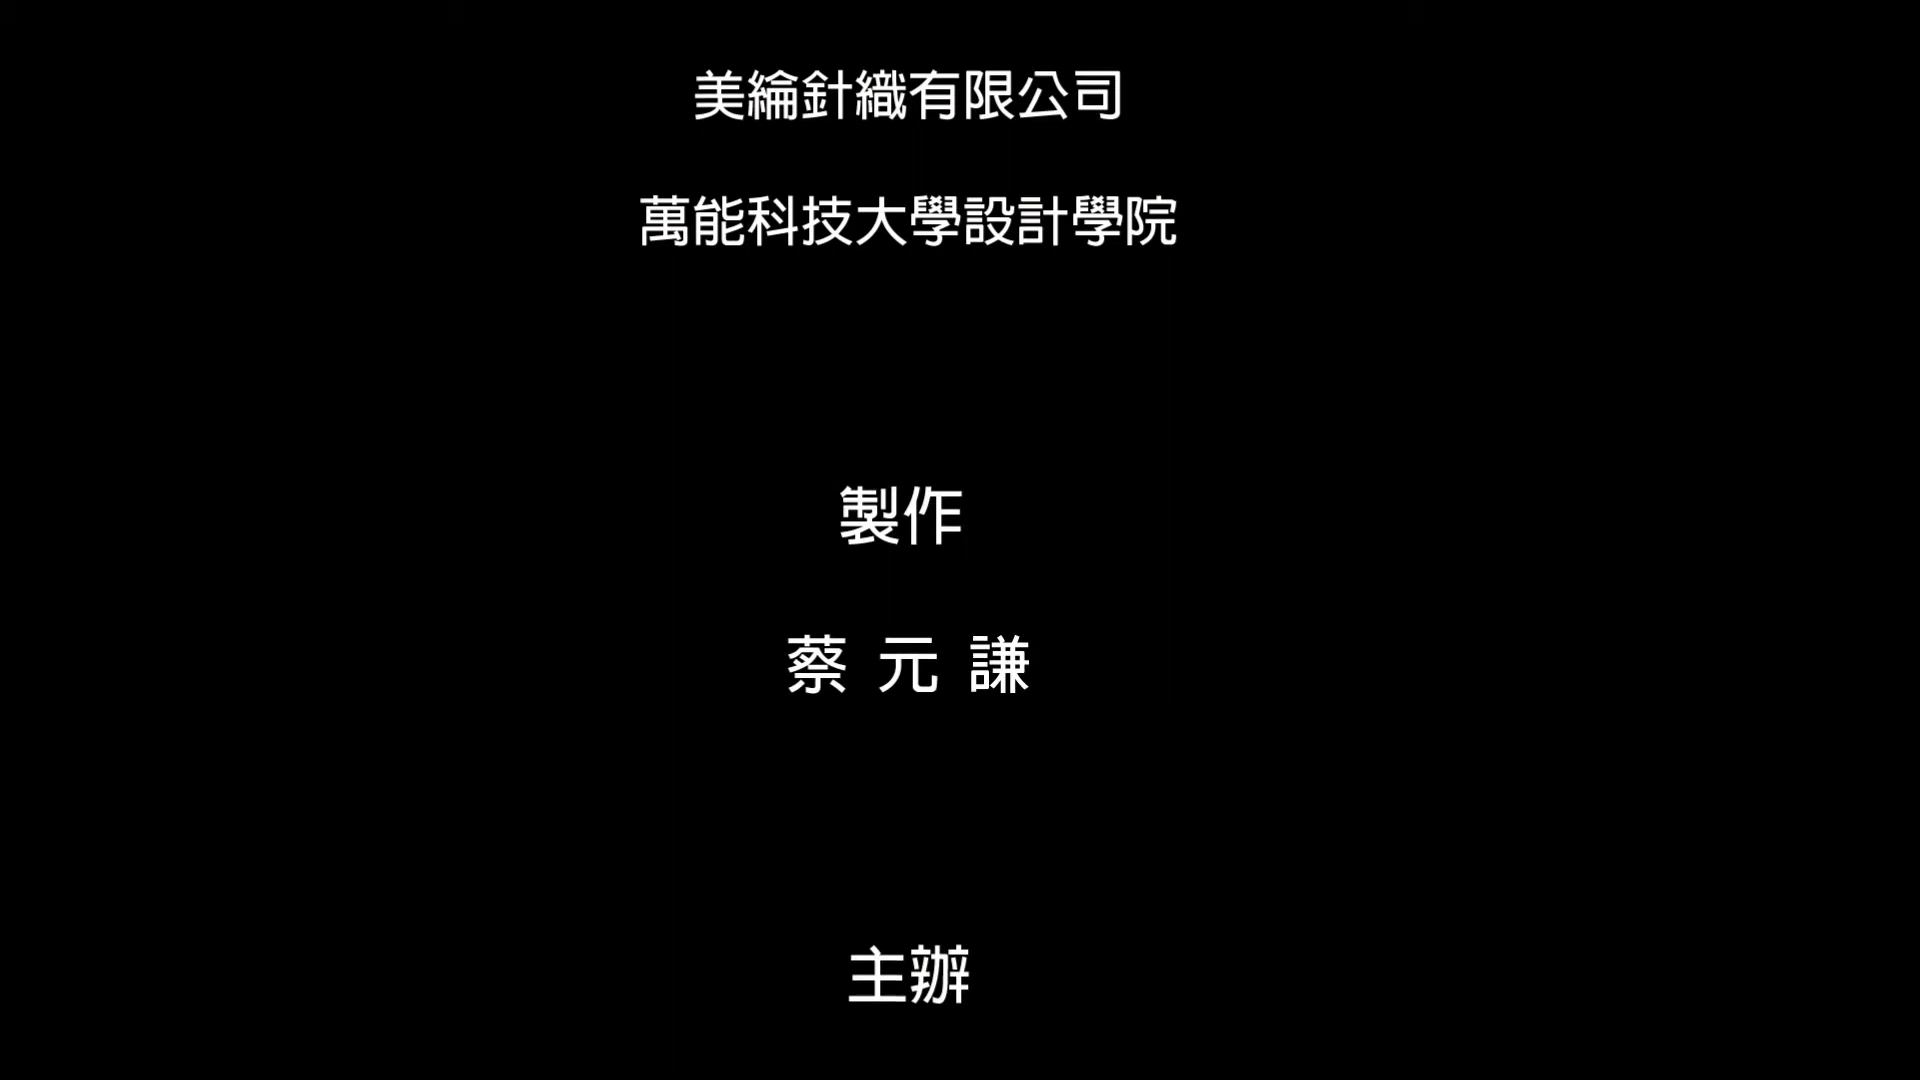 美綸針織有限公司
萬能科技大學設計學院
製作
蔡元謙
主辦